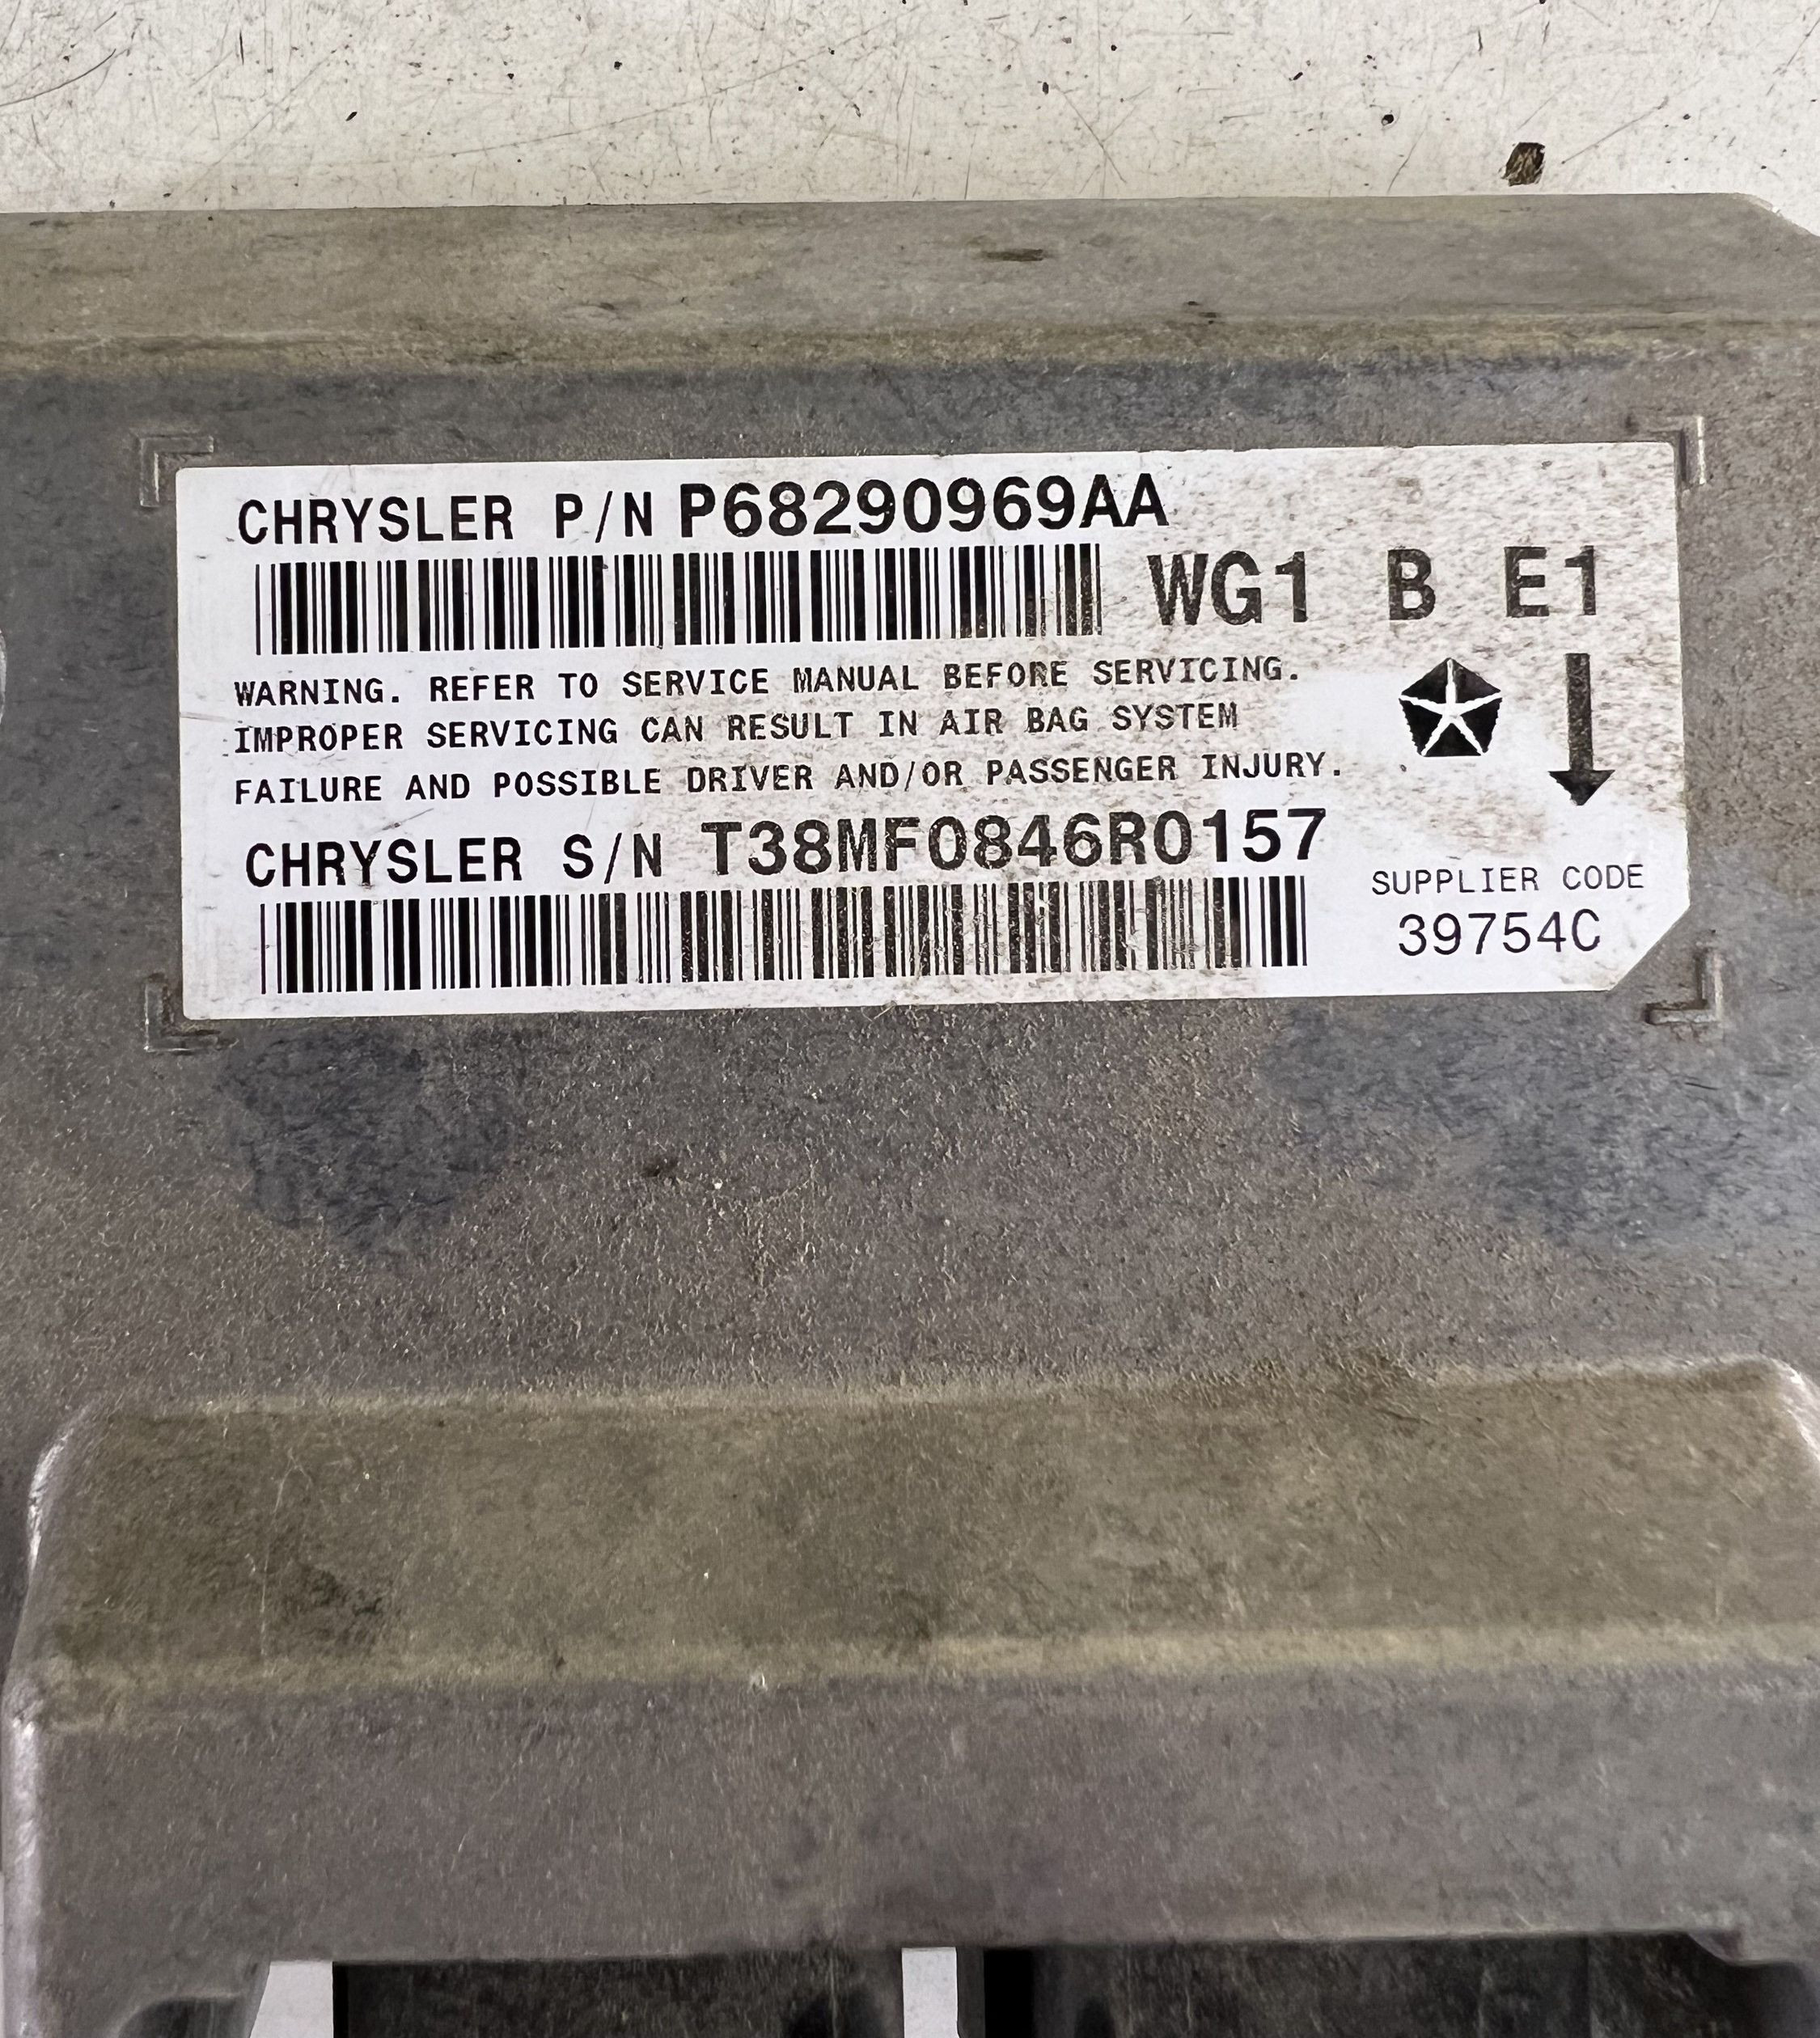 CHRYSLER P/N P68290969AA
WG1 B E1
WARNING. REFER TO SERVICE MANUAL BEFORE SERVICING.
IMPROPER SERVICING CAN RESULT IN AIR BAG SYSTEM
FAILURE AND POSSIBLE DRIVER AND/OR PASSENGER INJURY.
CHRYSLER S/N T38MF0846R0157
SUPPLIER CODE
39754C